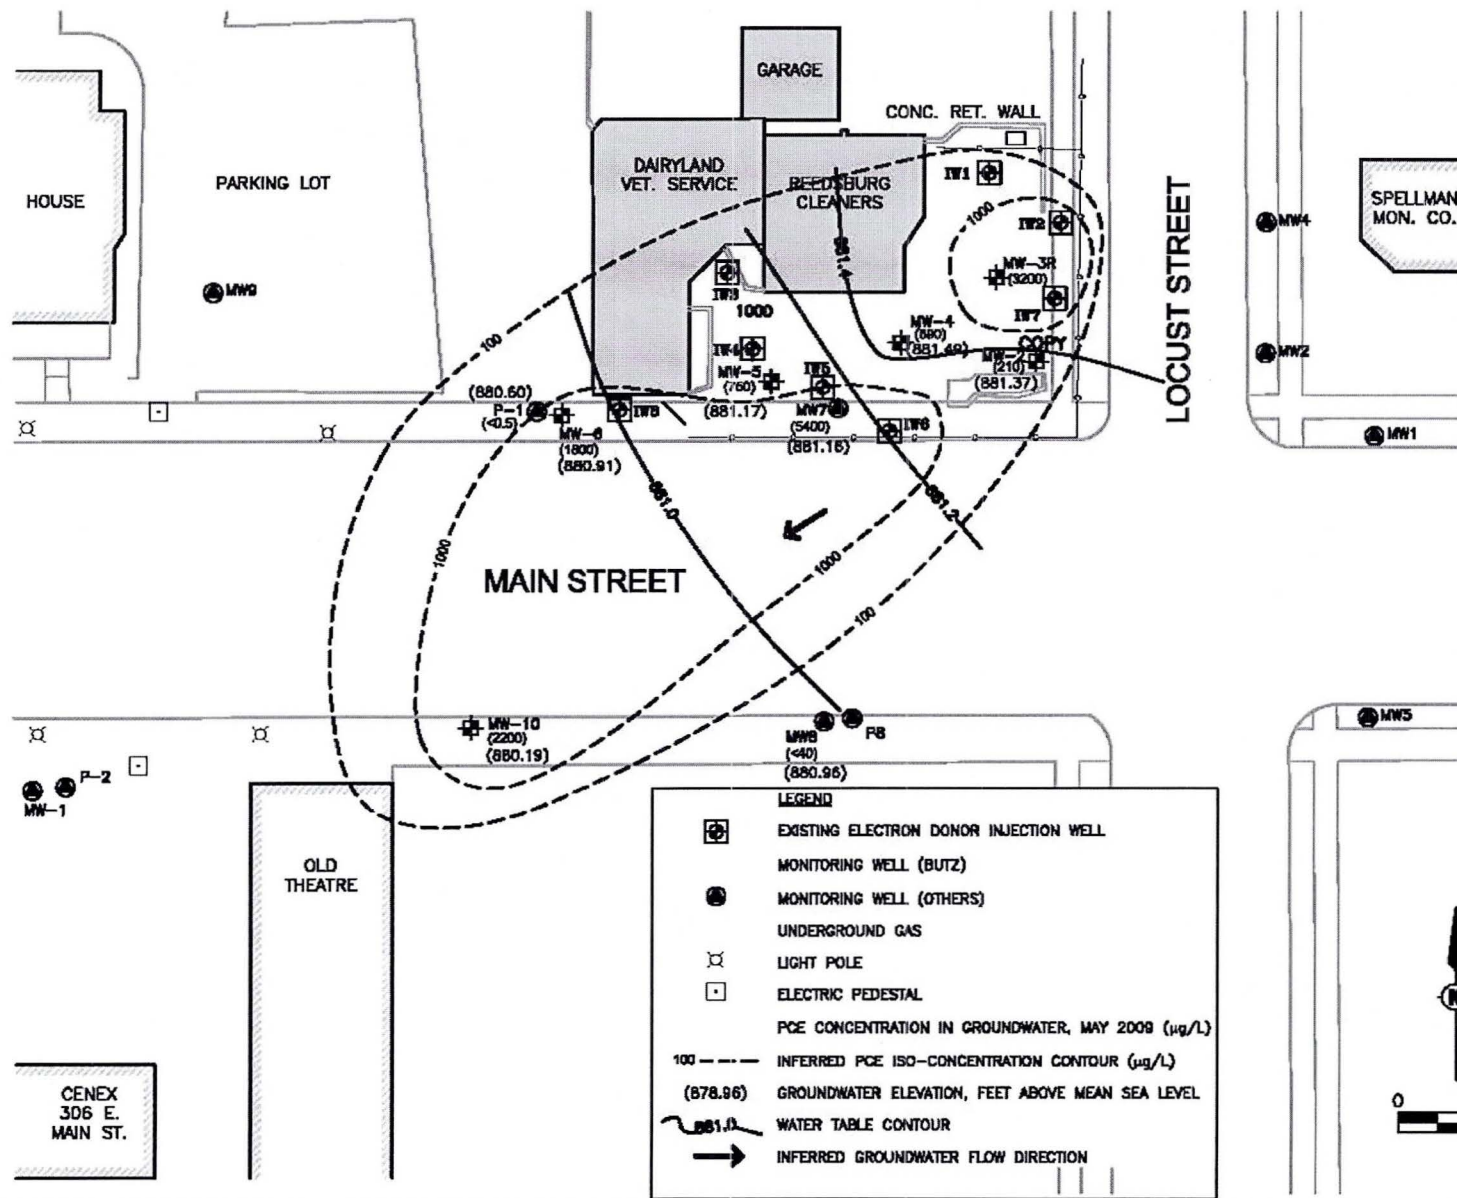 GARAGE
CONC. RET. WALL
DAIRYLAND
VET. SERVICE
REEDSBURG
CLEANERS
HOUSE
PARKING LOT
SPELLMAN
MON. CO.
LOCUST STREET
IW1
1000
IW2
MW4
MW-3R
(3200)
IW7
881.4
IW3
1000
MW9
100
MW-4
(881.49)
COPY
MW-2
(210)
(881.37)
MW2
IW4
MW-5
(760)
IW5
(880.60)
P-1
(<0.5)
IW8
(881.17)
MW7
(5400)
(881.16)
IW6
MW1
MW-6
(1800)
(880.91)
881.0
881.2
1000
MAIN STREET
1000
100
MW-10
(2200)
(880.19)
MW8
(<40)
(880.96)
P8
MW5
P-2
MW-1
OLD
THEATRE
CENEX
306 E.
MAIN ST.
LEGEND
EXISTING ELECTRON DONOR INJECTION WELL
MONITORING WELL (BUTZ)
MONITORING WELL (OTHERS)
UNDERGROUND GAS
LIGHT POLE
ELECTRIC PEDESTAL
PCE CONCENTRATION IN GROUNDWATER, MAY 2009 (µg/L)
100 INFERRED PCE ISO-CONCENTRATION CONTOUR (µg/L)
(878.96) GROUNDWATER ELEVATION, FEET ABOVE MEAN SEA LEVEL
881.0 WATER TABLE CONTOUR
INFERRED GROUNDWATER FLOW DIRECTION
0